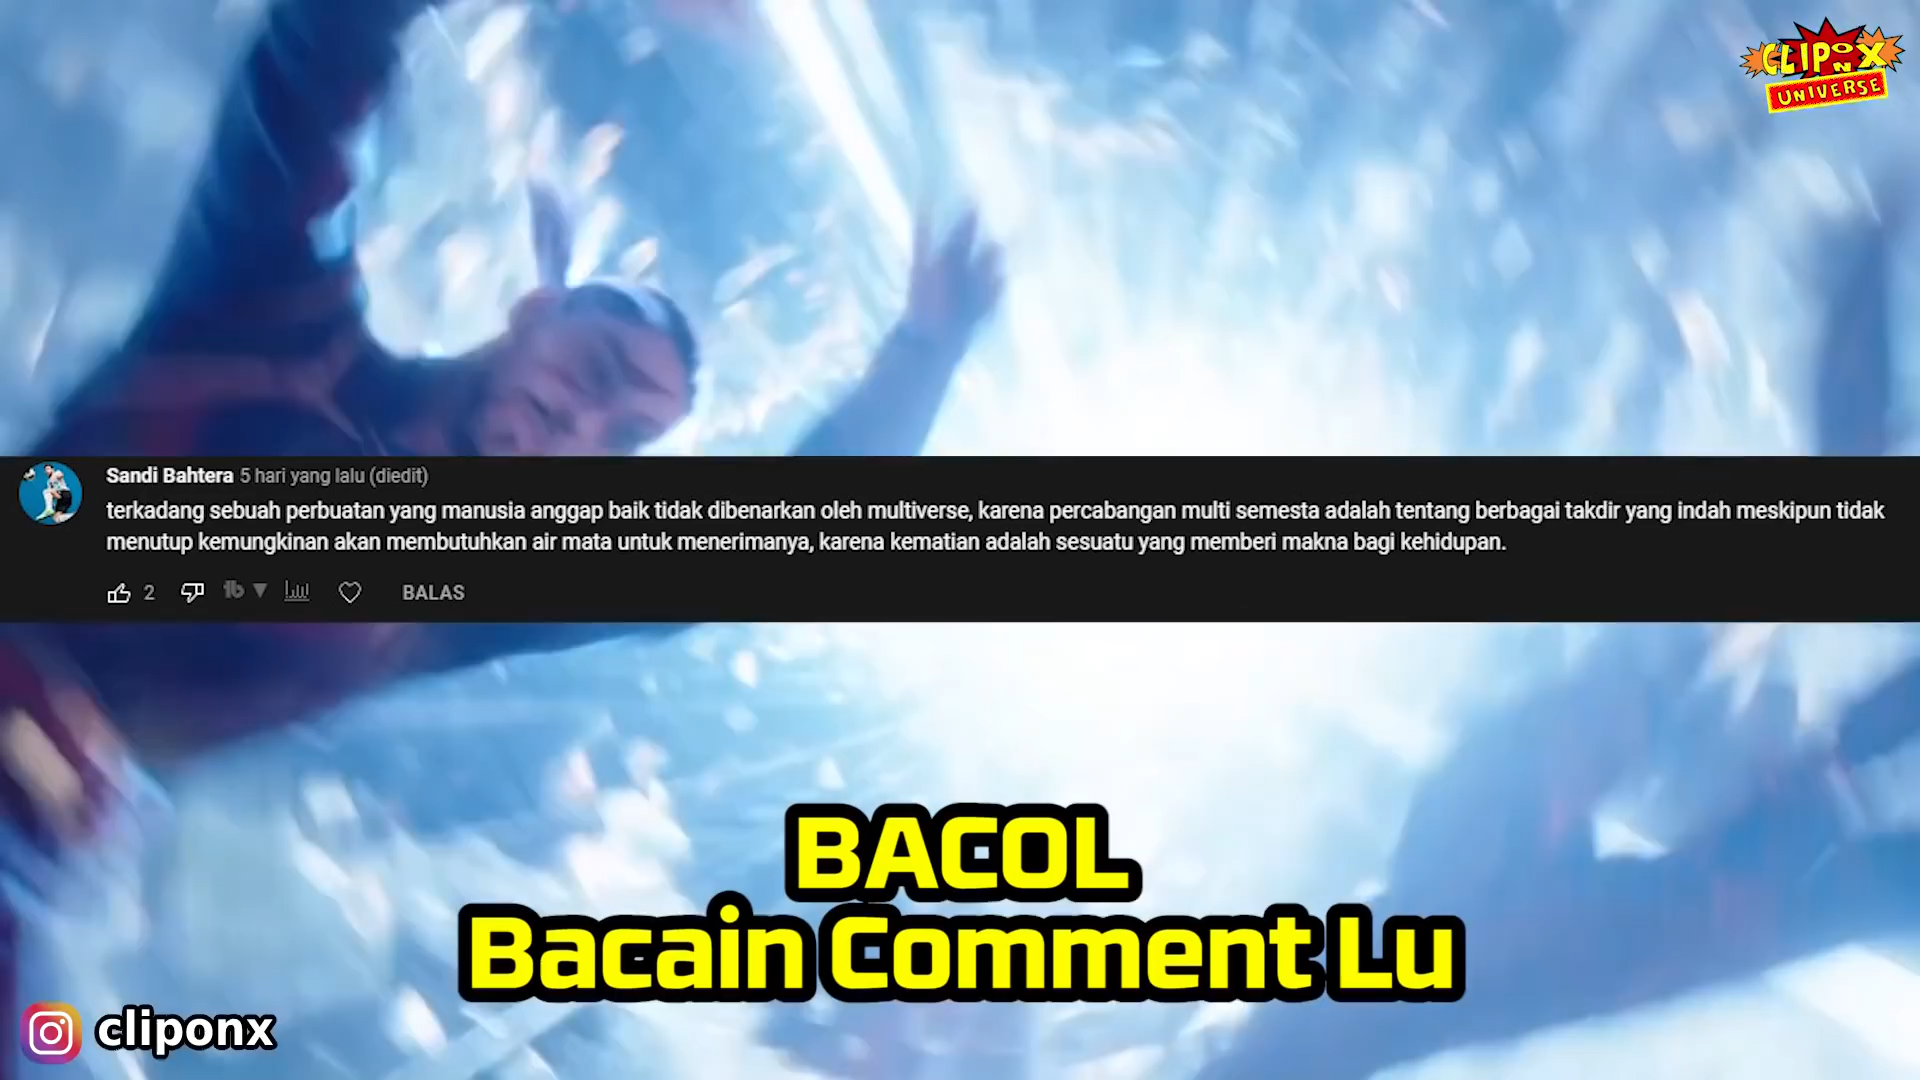 CLIP ON X
UNIVERSE
Sandi Bahtera 5 hari yang lalu (diedit)
terkadang sebuah perbuatan yang manusia anggap baik tidak dibenarkan oleh multiverse, karena percabangan multi semesta adalah tentang berbagai takdir yang indah meskipun tidak
menutup kemungkinan akan membutuhkan air mata untuk menerimanya, karena kematian adalah sesuatu yang memberi makna bagi kehidupan.
2 BALAS
BACOL
Bacain Comment Lu
cliponx